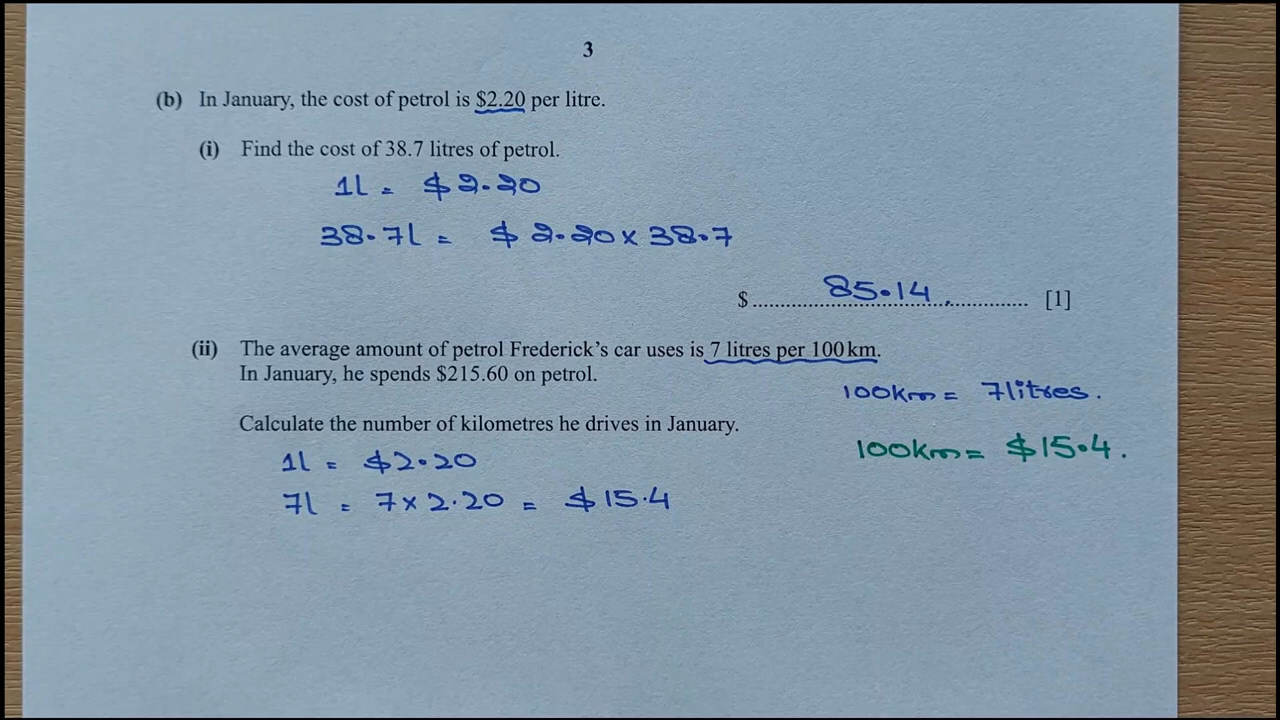 3
(b) In January, the cost of petrol is $2.20 per litre.
(i) Find the cost of 38.7 litres of petrol.
1l = $2.20
38.7l = $2.20 x 38.7
$ 85.14 [1]
(ii) The average amount of petrol Frederick's car uses is 7 litres per 100 km.
In January, he spends $215.60 on petrol.
100km = 7litres.
Calculate the number of kilometres he drives in January.
100km = $15.4.
1l = $2.20
7l = 7 x 2.20 = $15.4